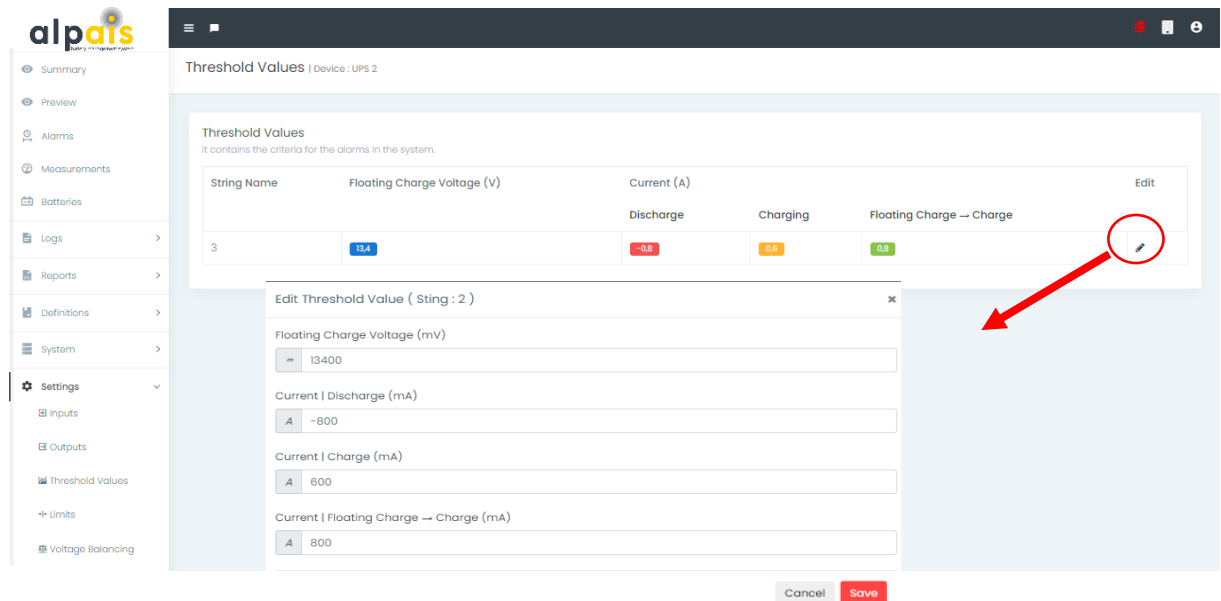 alpais
Battery management system
Threshold Values | Device : UPS 2
Summary
Preview
Alarms
Measurements
Batteries
Logs
Reports
Definitions
System
Settings
Inputs
Outputs
Threshold Values
Limits
Voltage Balancing
Threshold Values
It contains the criteria for the alarms in the system.
String Name Floating Charge Voltage (V) Current (A) Edit
Discharge Charging Floating Charge → Charge
3 13,4 -0,8 0,6 0,8
Edit Threshold Value ( Sting : 2 )
Floating Charge Voltage (mV)
13400
Current | Discharge (mA)
A -800
Current | Charge (mA)
A 600
Current | Floating Charge → Charge (mA)
A 800
Cancel Save